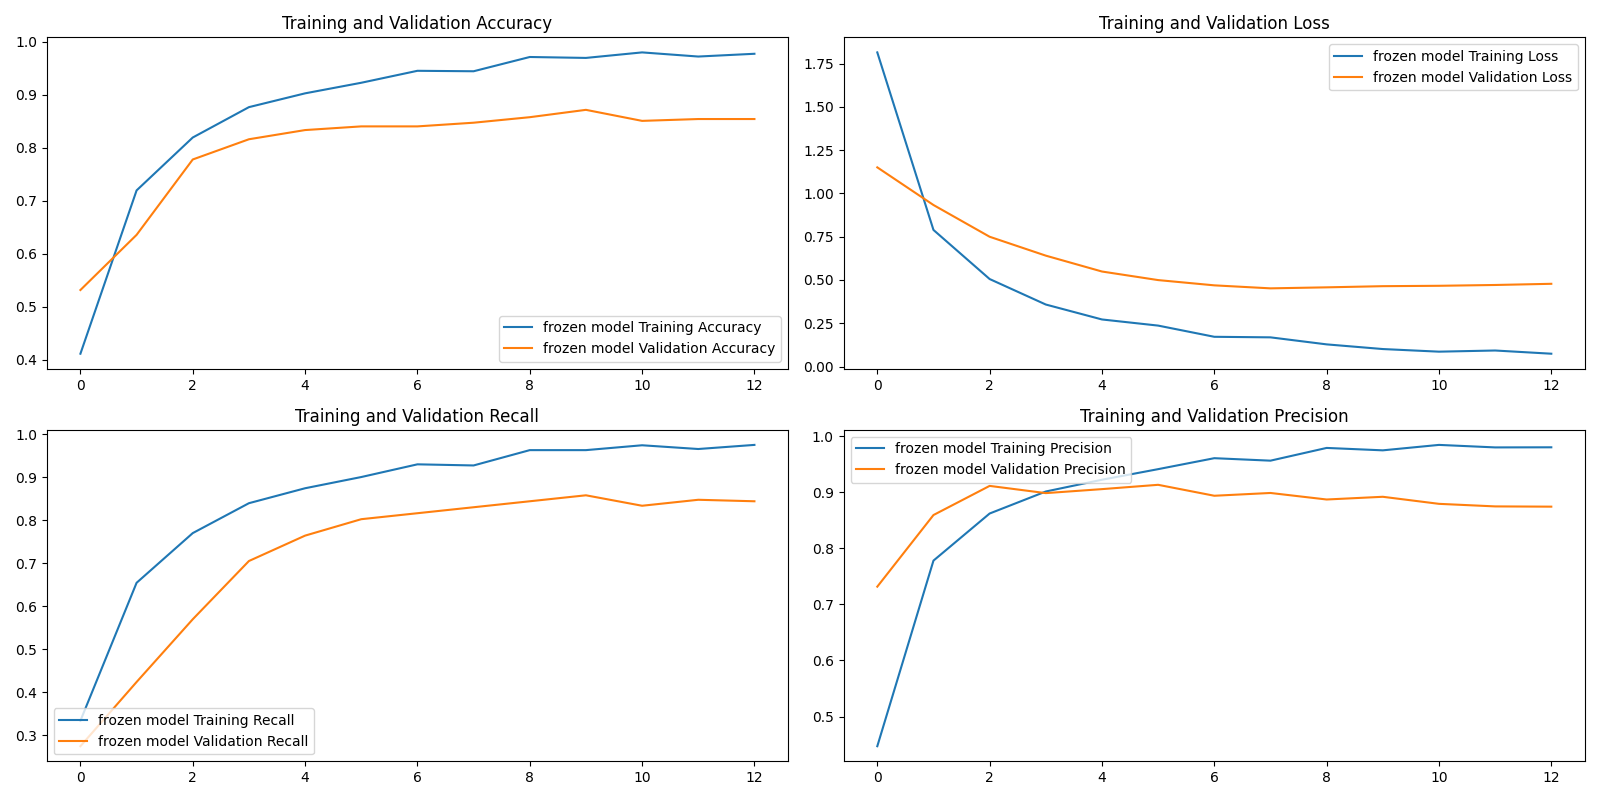 Training and Validation Accuracy
1.0
0.9
0.8
0.7
0.6
0.5
0.4
frozen model Training Accuracy
frozen model Validation Accuracy
0 2 4 6 8 10 12
Training and Validation Loss
1.75
1.50
1.25
1.00
0.75
0.50
0.25
0.00
frozen model Training Loss
frozen model Validation Loss
0 2 4 6 8 10 12
Training and Validation Recall
1.0
0.9
0.8
0.7
0.6
0.5
0.4
0.3
frozen model Training Recall
frozen model Validation Recall
0 2 4 6 8 10 12
Training and Validation Precision
1.0
0.9
0.8
0.7
0.6
0.5
frozen model Training Precision
frozen model Validation Precision
0 2 4 6 8 10 12